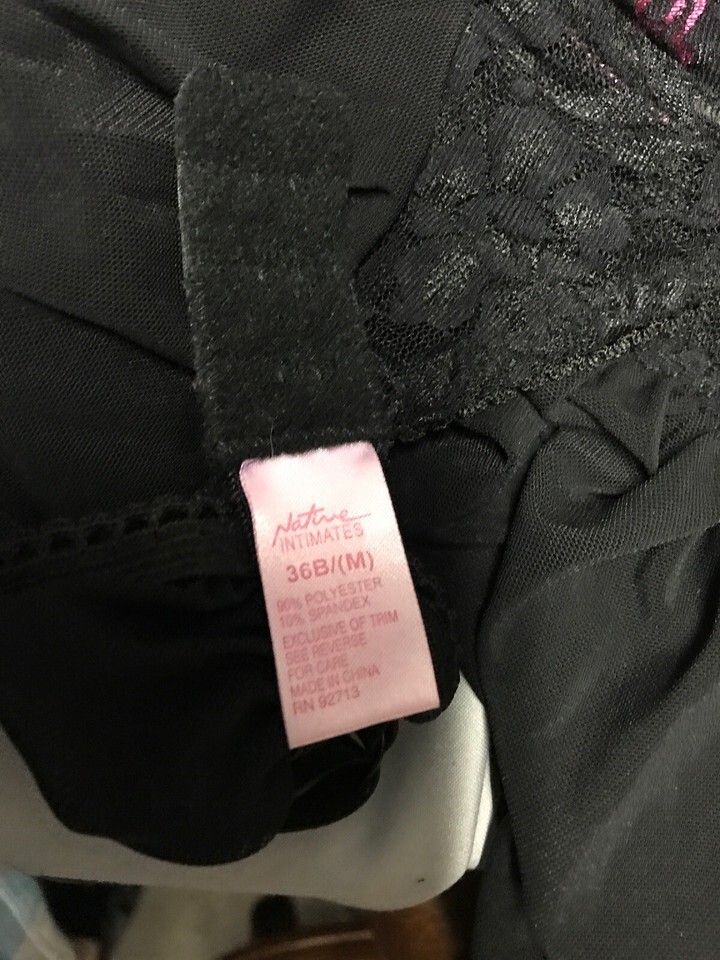 Native
INTIMATES
36B/(M)
90% POLYESTER
10% SPANDEX
EXCLUSIVE OF TRIM
SEE REVERSE
FOR CARE
MADE IN CHINA
RN 92713